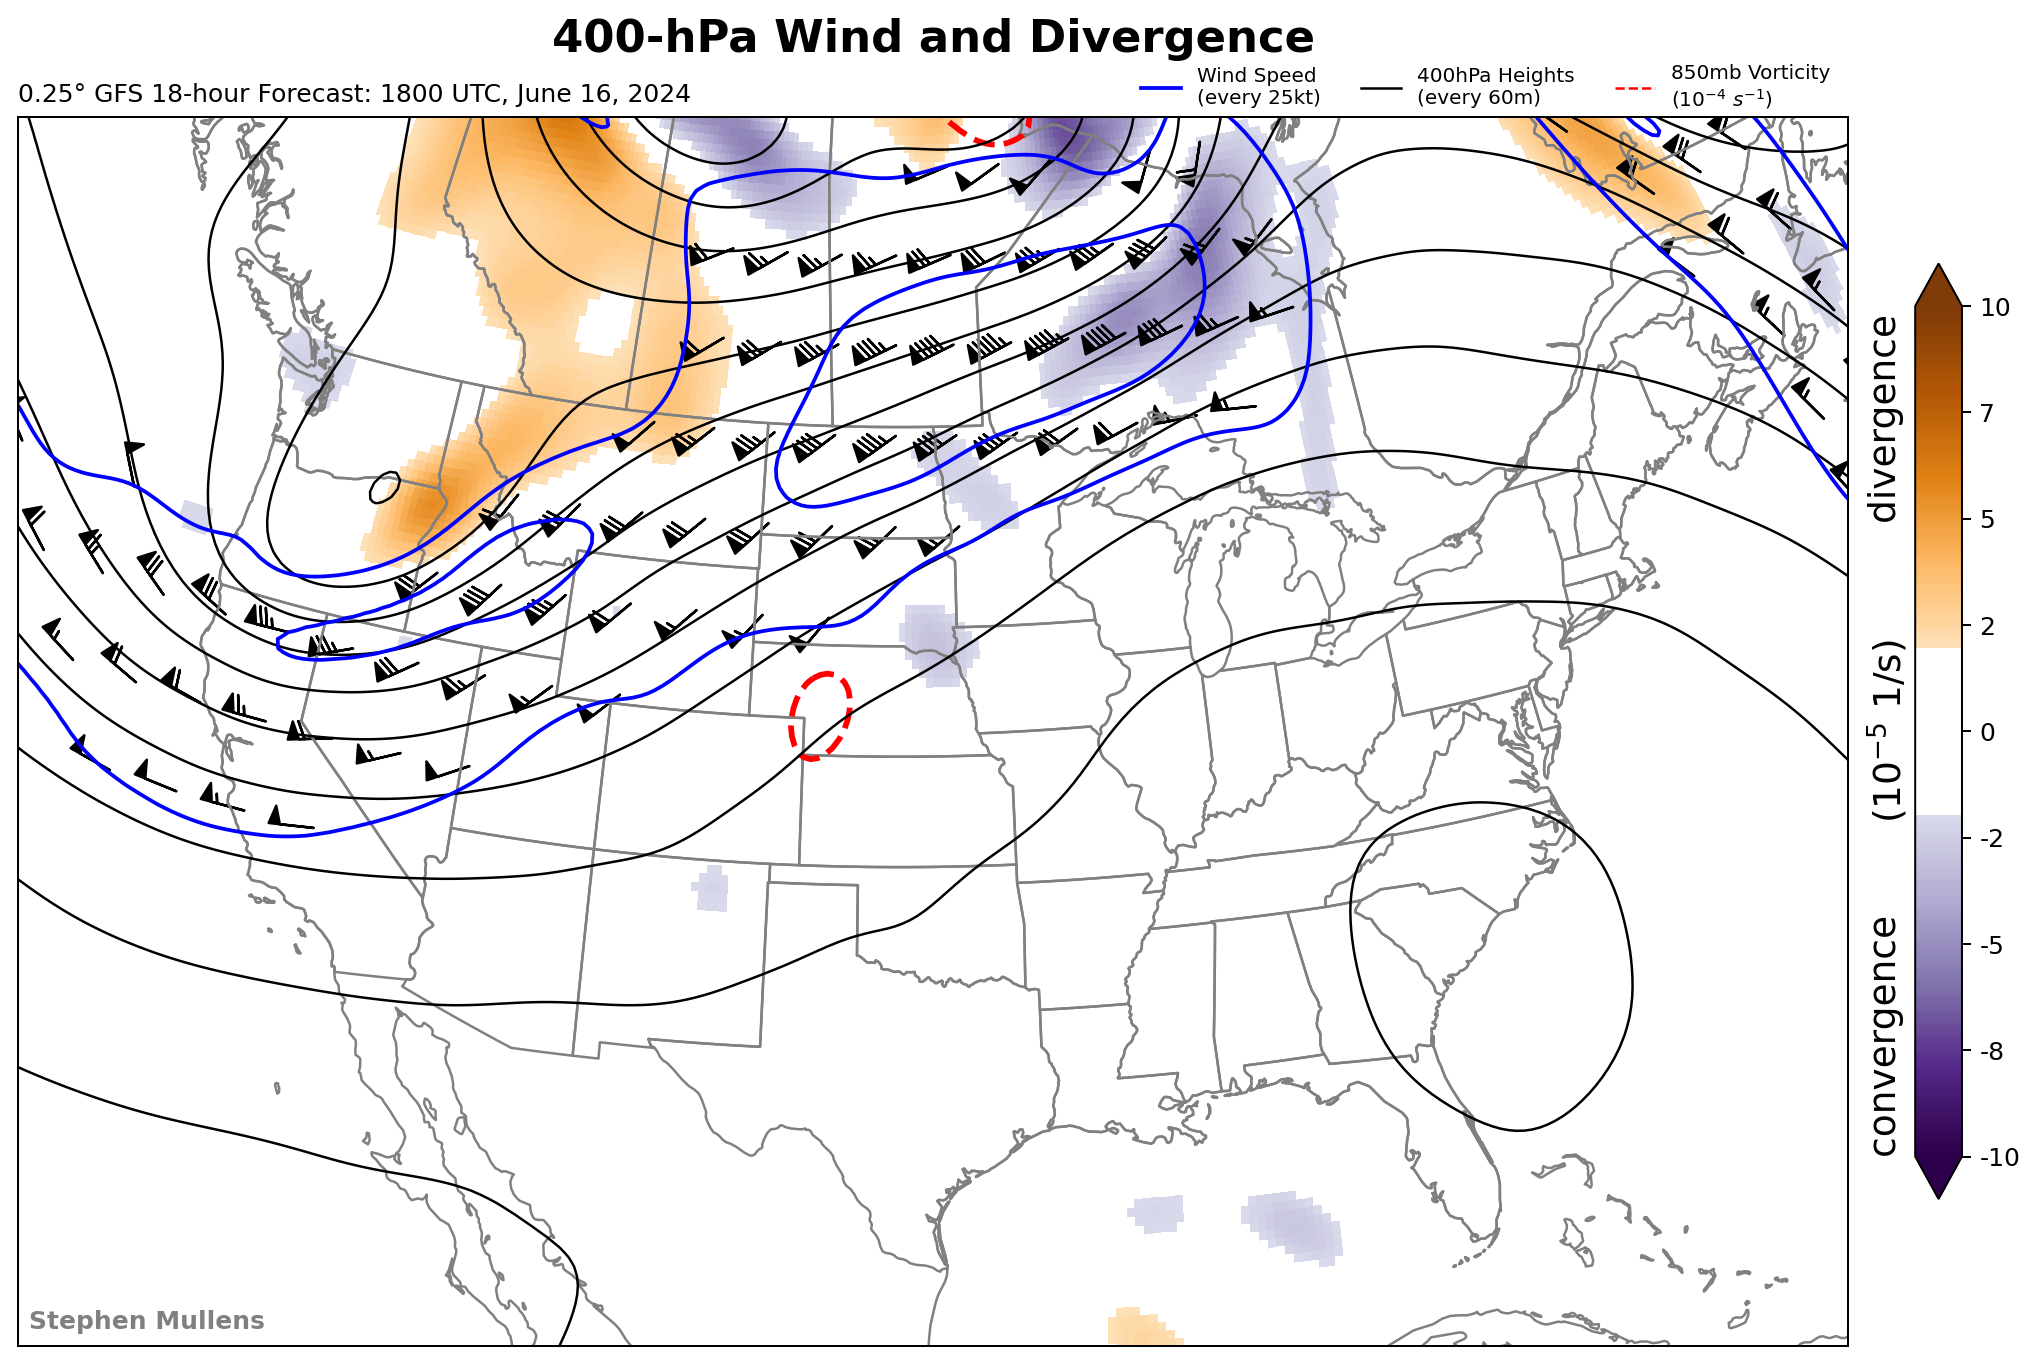 400-hPa Wind and Divergence
0.25° GFS 18-hour Forecast: 1800 UTC, June 16, 2024
Wind Speed
(every 25kt)
400hPa Heights
(every 60m)
850mb Vorticity
(10⁻⁴ s⁻¹)
10
7
5
2
0
-2
-5
-8
-10
convergence (10⁻⁵ 1/s) divergence
Stephen Mullens